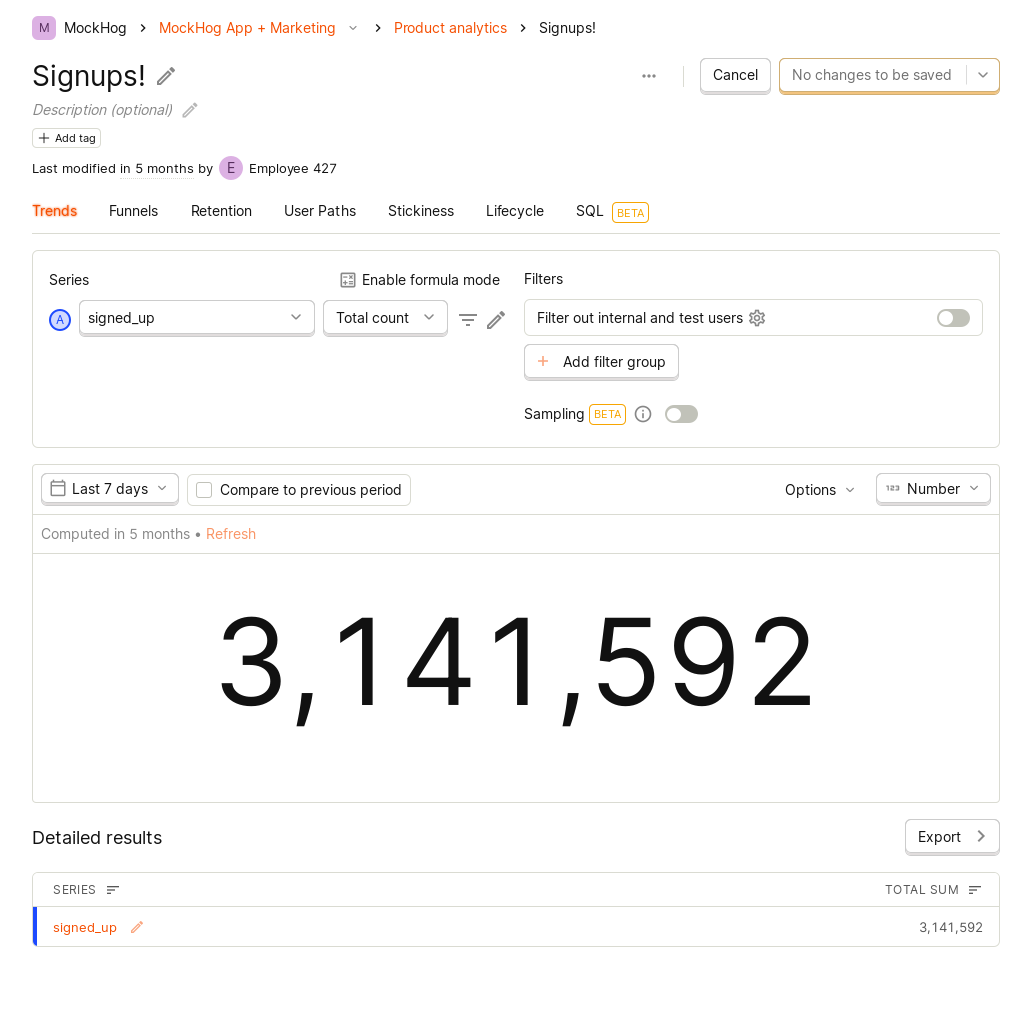 M MockHog MockHog App + Marketing Product analytics Signups!
Signups!
Cancel No changes to be saved
Description (optional)
+ Add tag
Last modified in 5 months by E Employee 427
Trends Funnels Retention User Paths Stickiness Lifecycle SQL BETA
Series Enable formula mode
A signed_up Total count
Filters
Filter out internal and test users
+ Add filter group
Sampling BETA
Last 7 days Compare to previous period Options 123 Number
Computed in 5 months • Refresh
3,141,592
Detailed results Export
SERIES TOTAL SUM
signed_up 3,141,592